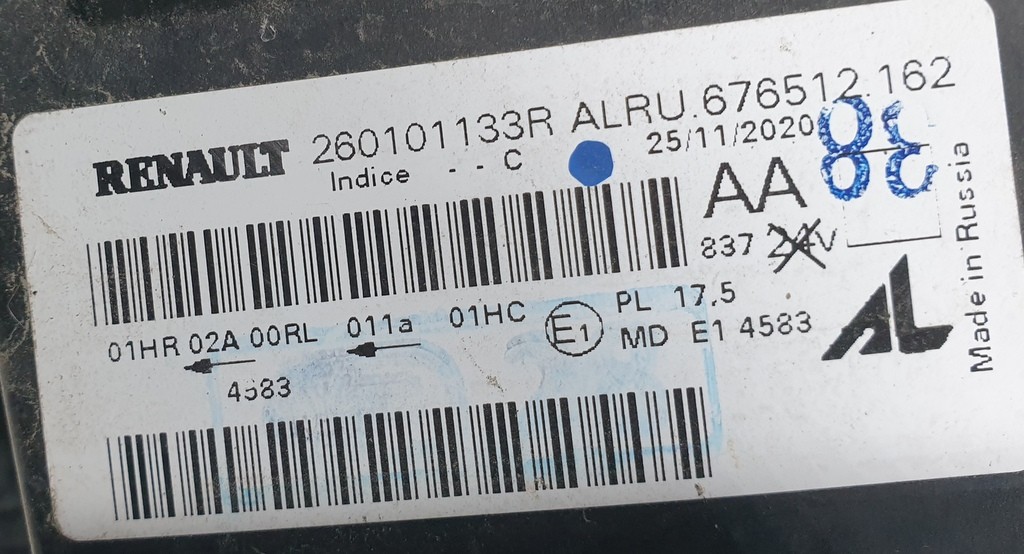 RENAULT 260101133R ALRU.676512.162
Indice - - C 25/11/2020
AA
837 24V
01HR 02A 00RL 011a 01HC E1 PL 17.5
4583 MD E1 4583
AL
Made in Russia